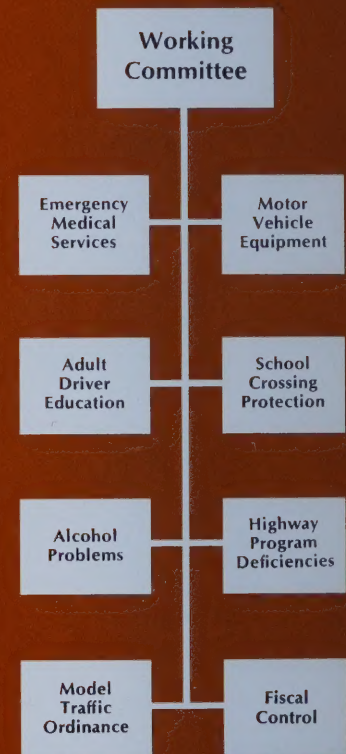 Working
Committee
Emergency
Medical
Services
Motor
Vehicle
Equipment
Adult
Driver
Education
School
Crossing
Protection
Alcohol
Problems
Highway
Program
Deficiencies
Model
Traffic
Ordinance
Fiscal
Control